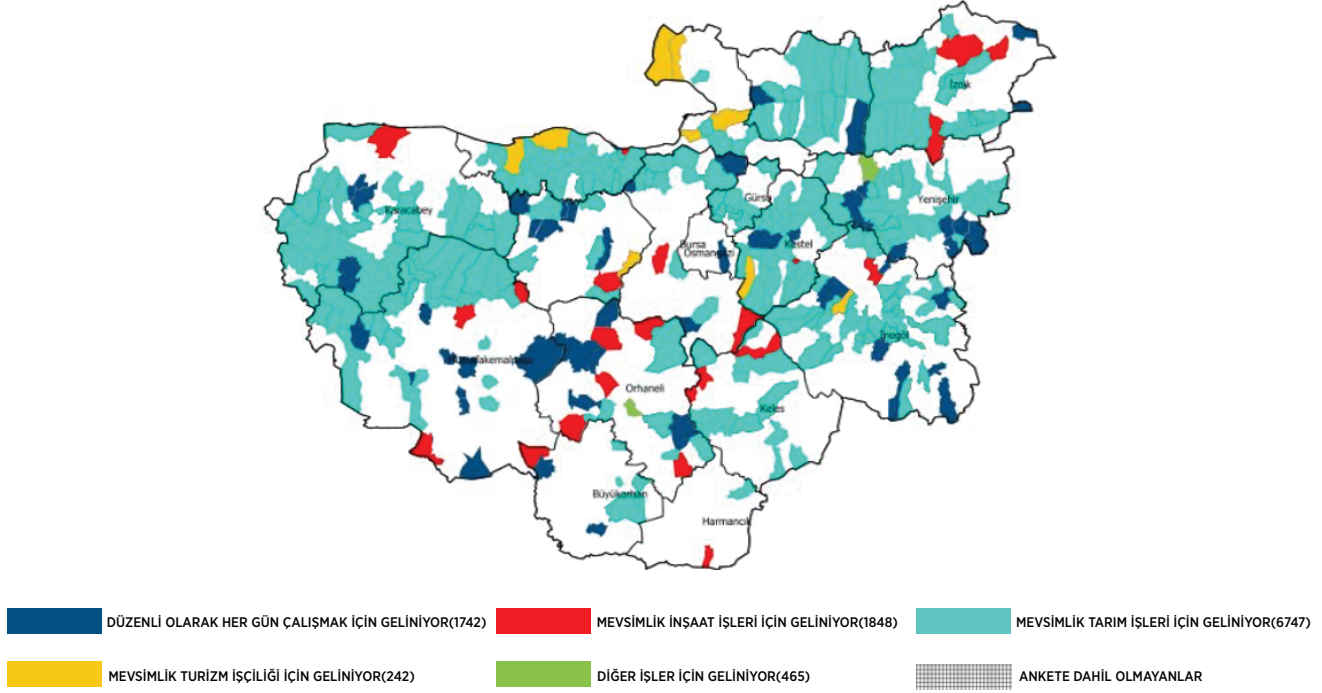 İznik
Karacabey
Gürsu
Yenişehir
Bursa
Osmangazi
Kestel
İnegöl
Orhaneli
Keles
Büyükorhan
Harmancık
DÜZENLİ OLARAK HER GÜN ÇALIŞMAK İÇİN GELİNİYOR(1742)
MEVSİMLİK İNŞAAT İŞLERİ İÇİN GELİNİYOR(1848)
MEVSİMLİK TARIM İŞLERİ İÇİN GELİNİYOR(6747)
MEVSİMLİK TURİZM İŞÇİLİĞİ İÇİN GELİNİYOR(242)
DİĞER İŞLER İÇİN GELİNİYOR(465)
ANKETE DAHİL OLMAYANLAR